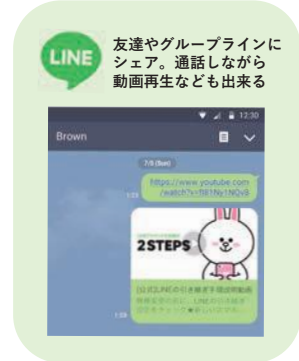 LINE
友達やグループラインに
シェア。通話しながら
動画再生なども出来る
12:30
Brown
7/5 (Sun)
https://www.youtube.com
2STEPS
[公式]LINEの引き継ぎ手順説明動画